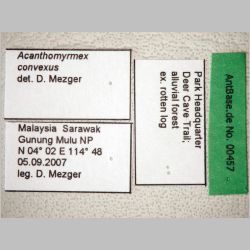 Acanthomyrmex
convexus
det. D. Mezger
Malaysia Sarawak
Gunung Mulu NP
N 04° 02 E 114° 48
05.09.2007
leg. D. Mezger
Park Headquarter
Deer Cave Trail;
alluvial forest
ex. rotten log
AntBase.de No. 00457